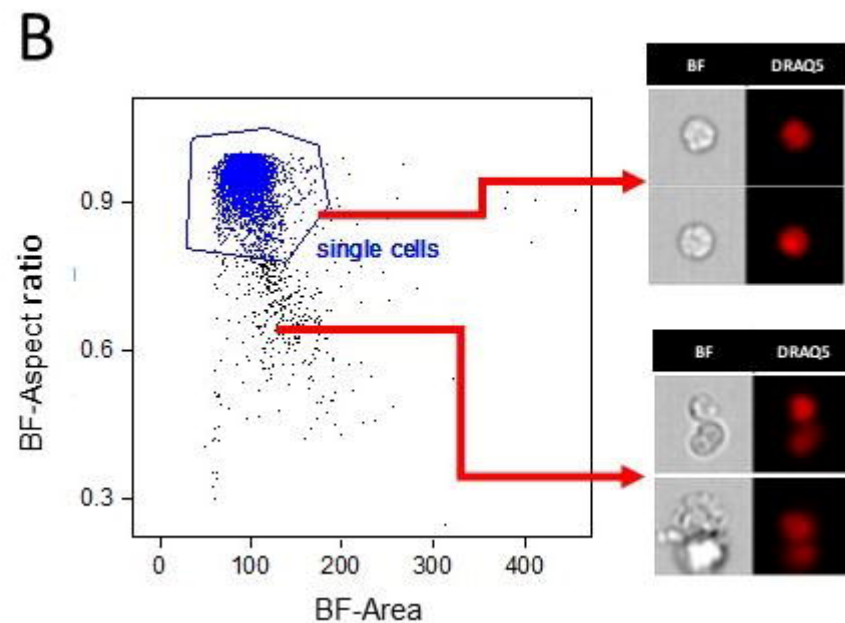 B
BF DRAQ5
0.9
single cells
BF-Aspect ratio
0.6
BF DRAQ5
0.3
0 100 200 300 400
BF-Area